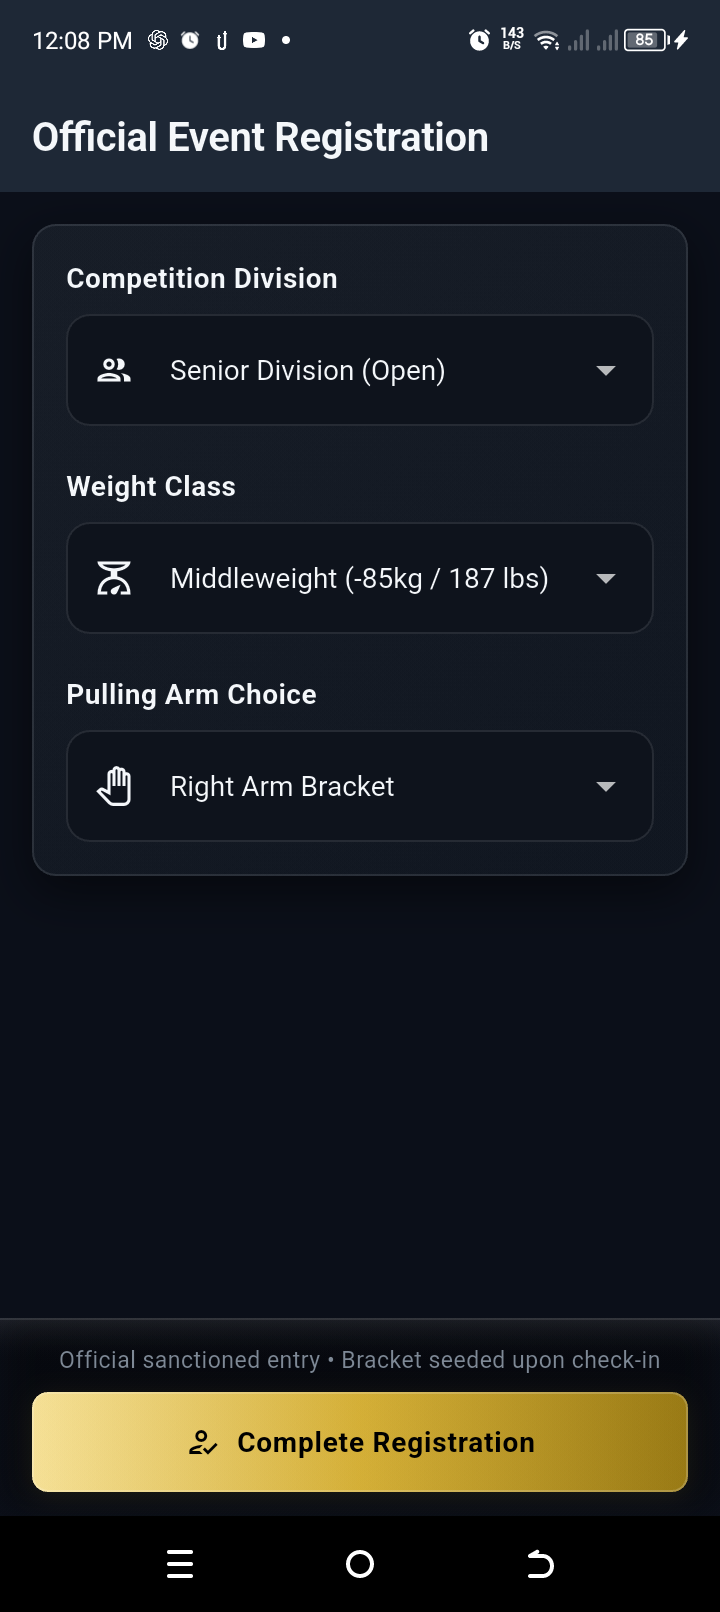 12:08 PM
143
B/S
85
Official Event Registration
Competition Division
Senior Division (Open)
Weight Class
Middleweight (-85kg / 187 lbs)
Pulling Arm Choice
Right Arm Bracket
Official sanctioned entry • Bracket seeded upon check-in
Complete Registration